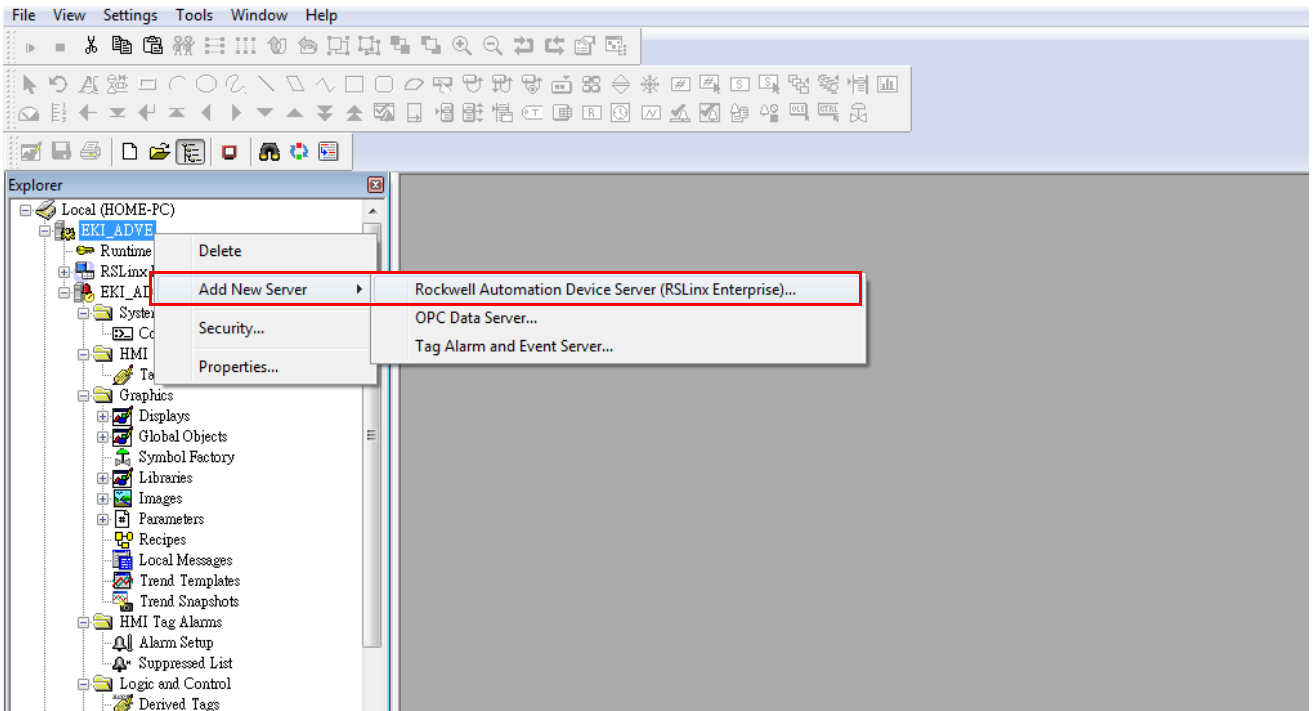 File View Settings Tools Window Help
Explorer
Local (HOME-PC)
EKI_ADVE
Runtime
RSLinx
EKI_AD
System
HMI
Graphics
Displays
Global Objects
Symbol Factory
Libraries
Images
Parameters
Recipes
Local Messages
Trend Templates
Trend Snapshots
HMI Tag Alarms
Alarm Setup
Suppressed List
Logic and Control
Derived Tags
Delete
Add New Server
Security...
Properties...
Rockwell Automation Device Server (RSLinx Enterprise)...
OPC Data Server...
Tag Alarm and Event Server...